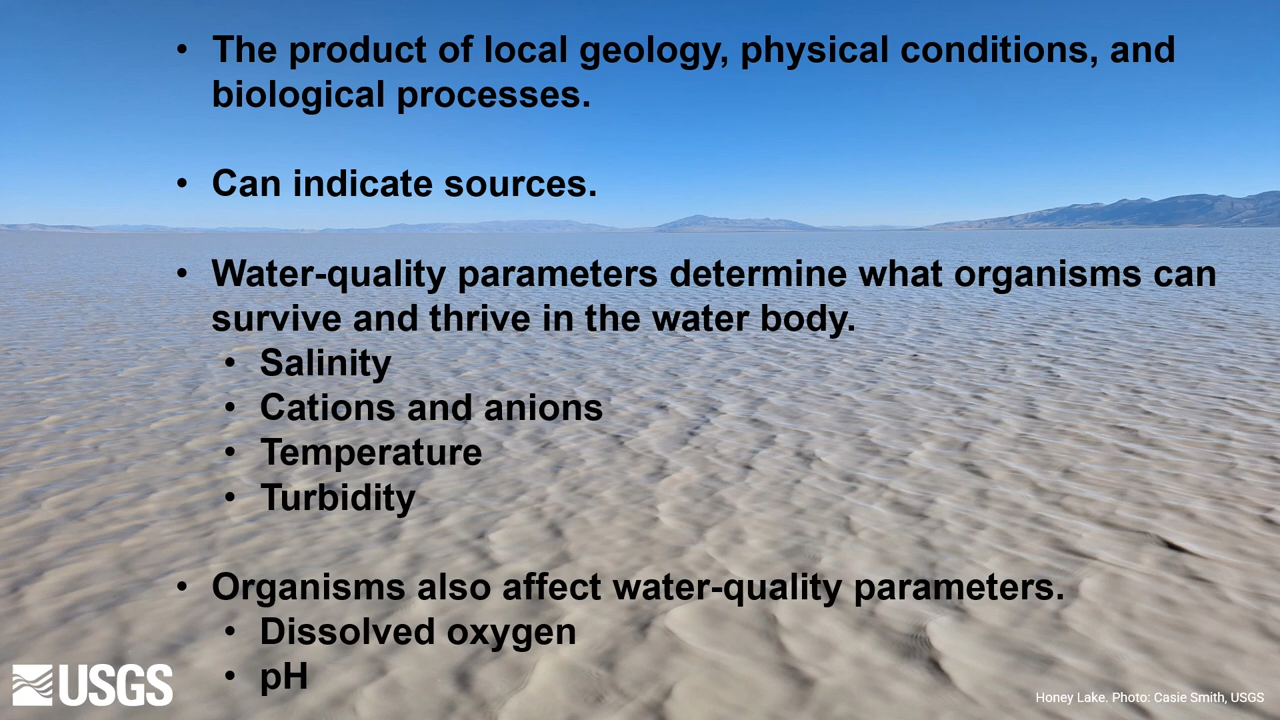 • The product of local geology, physical conditions, and
biological processes.
• Can indicate sources.
• Water-quality parameters determine what organisms can
survive and thrive in the water body.
• Salinity
• Cations and anions
• Temperature
• Turbidity
• Organisms also affect water-quality parameters.
• Dissolved oxygen
• pH
USGS
Honey Lake. Photo: Casie Smith, USGS